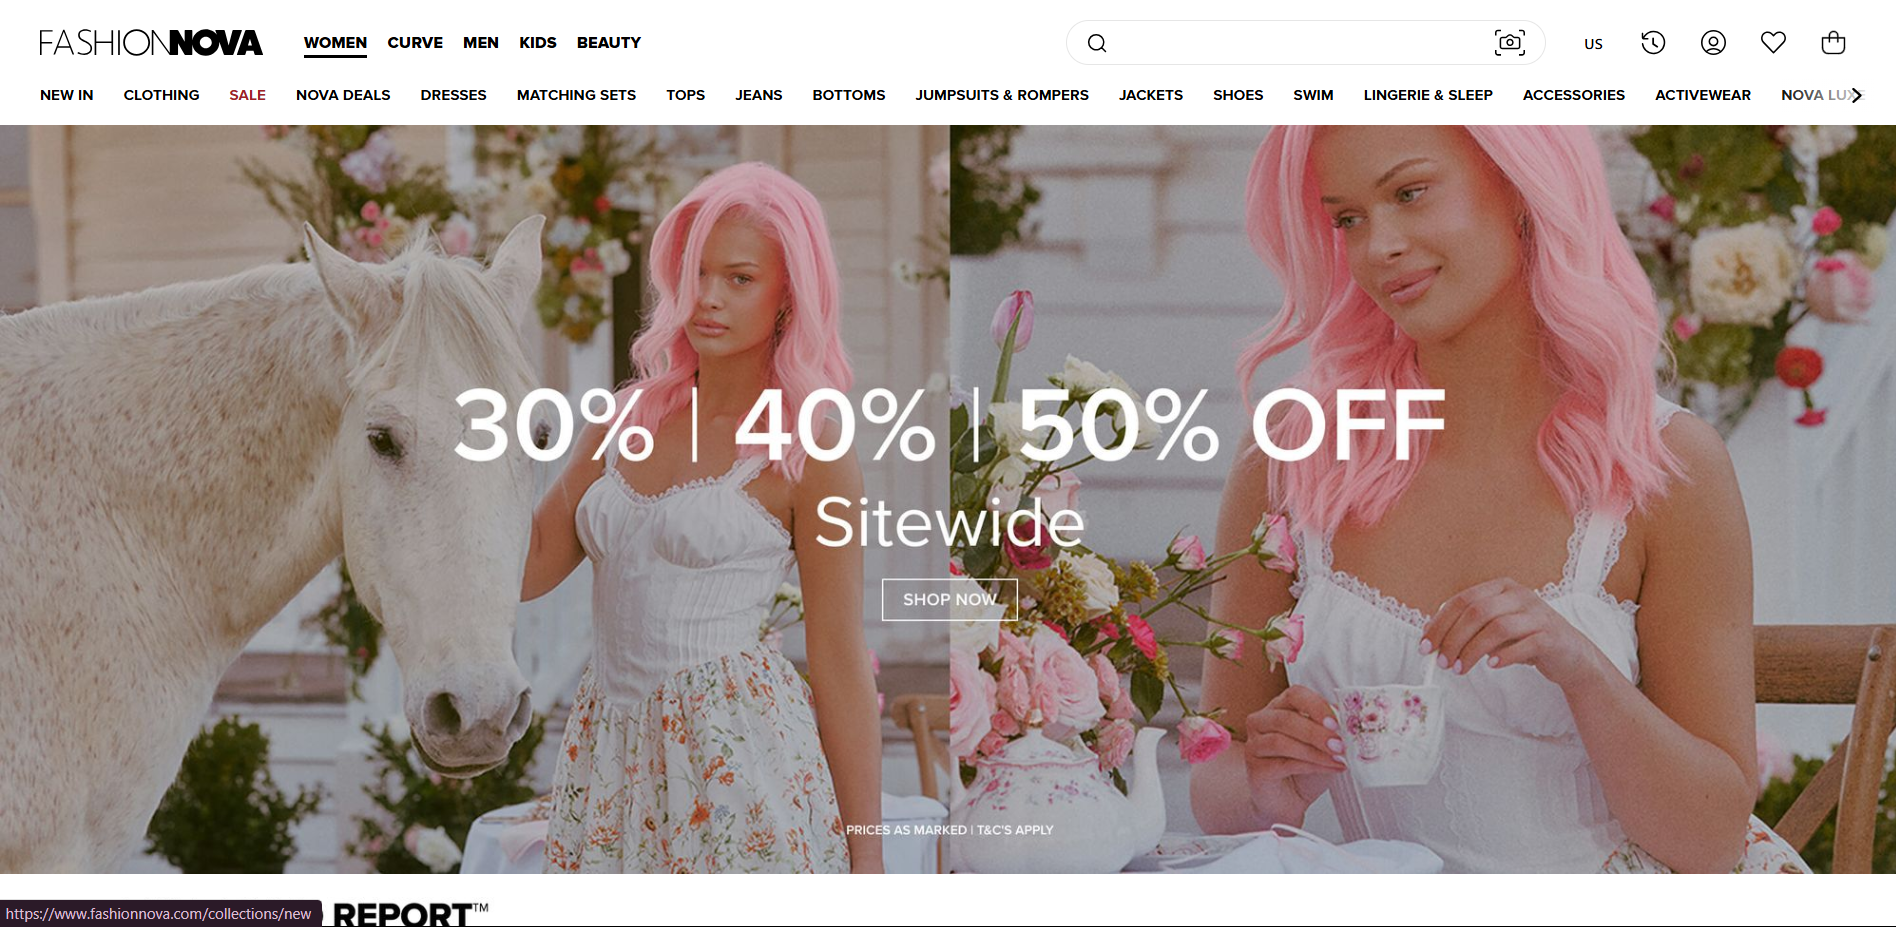 FASHIONNOVA WOMEN CURVE MEN KIDS BEAUTY US
NEW IN CLOTHING SALE NOVA DEALS DRESSES MATCHING SETS TOPS JEANS BOTTOMS JUMPSUITS & ROMPERS JACKETS SHOES SWIM LINGERIE & SLEEP ACCESSORIES ACTIVEWEAR NOVA LUXE
30% | 40% | 50% OFF
Sitewide
SHOP NOW
PRICES AS MARKED | T&C'S APPLY
REPORT™
https://www.fashionnova.com/collections/new